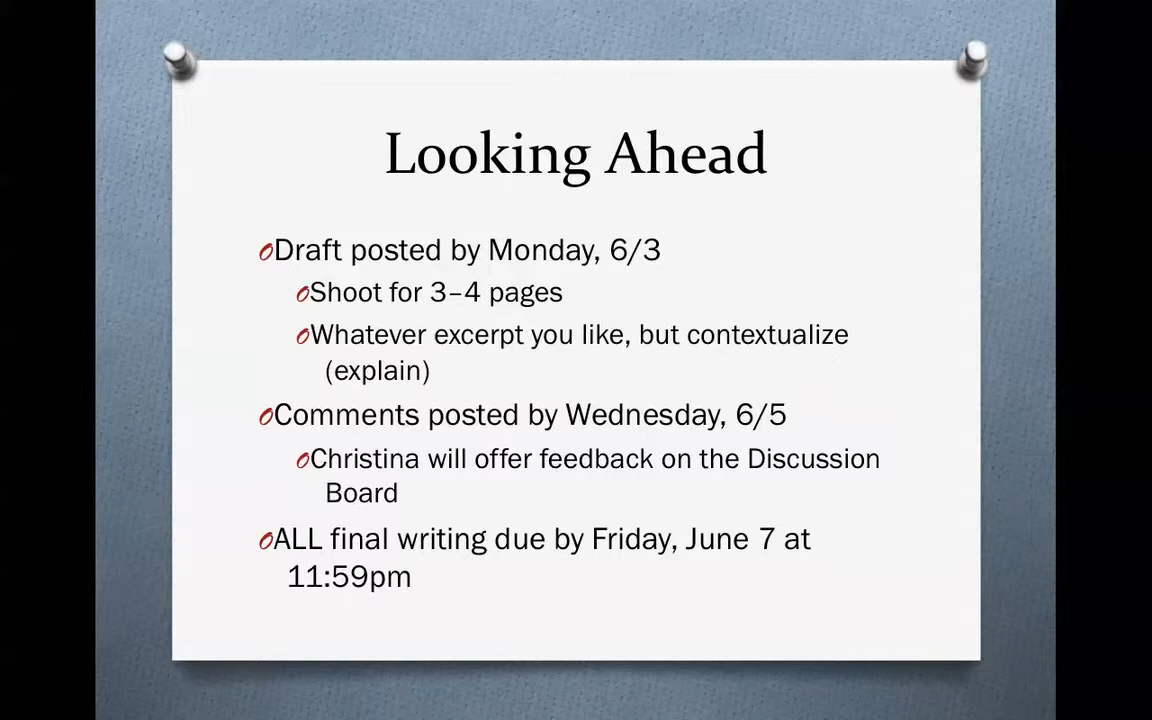 Looking Ahead
Draft posted by Monday, 6/3
Shoot for 3–4 pages
Whatever excerpt you like, but contextualize
(explain)
Comments posted by Wednesday, 6/5
Christina will offer feedback on the Discussion
Board
ALL final writing due by Friday, June 7 at
11:59pm